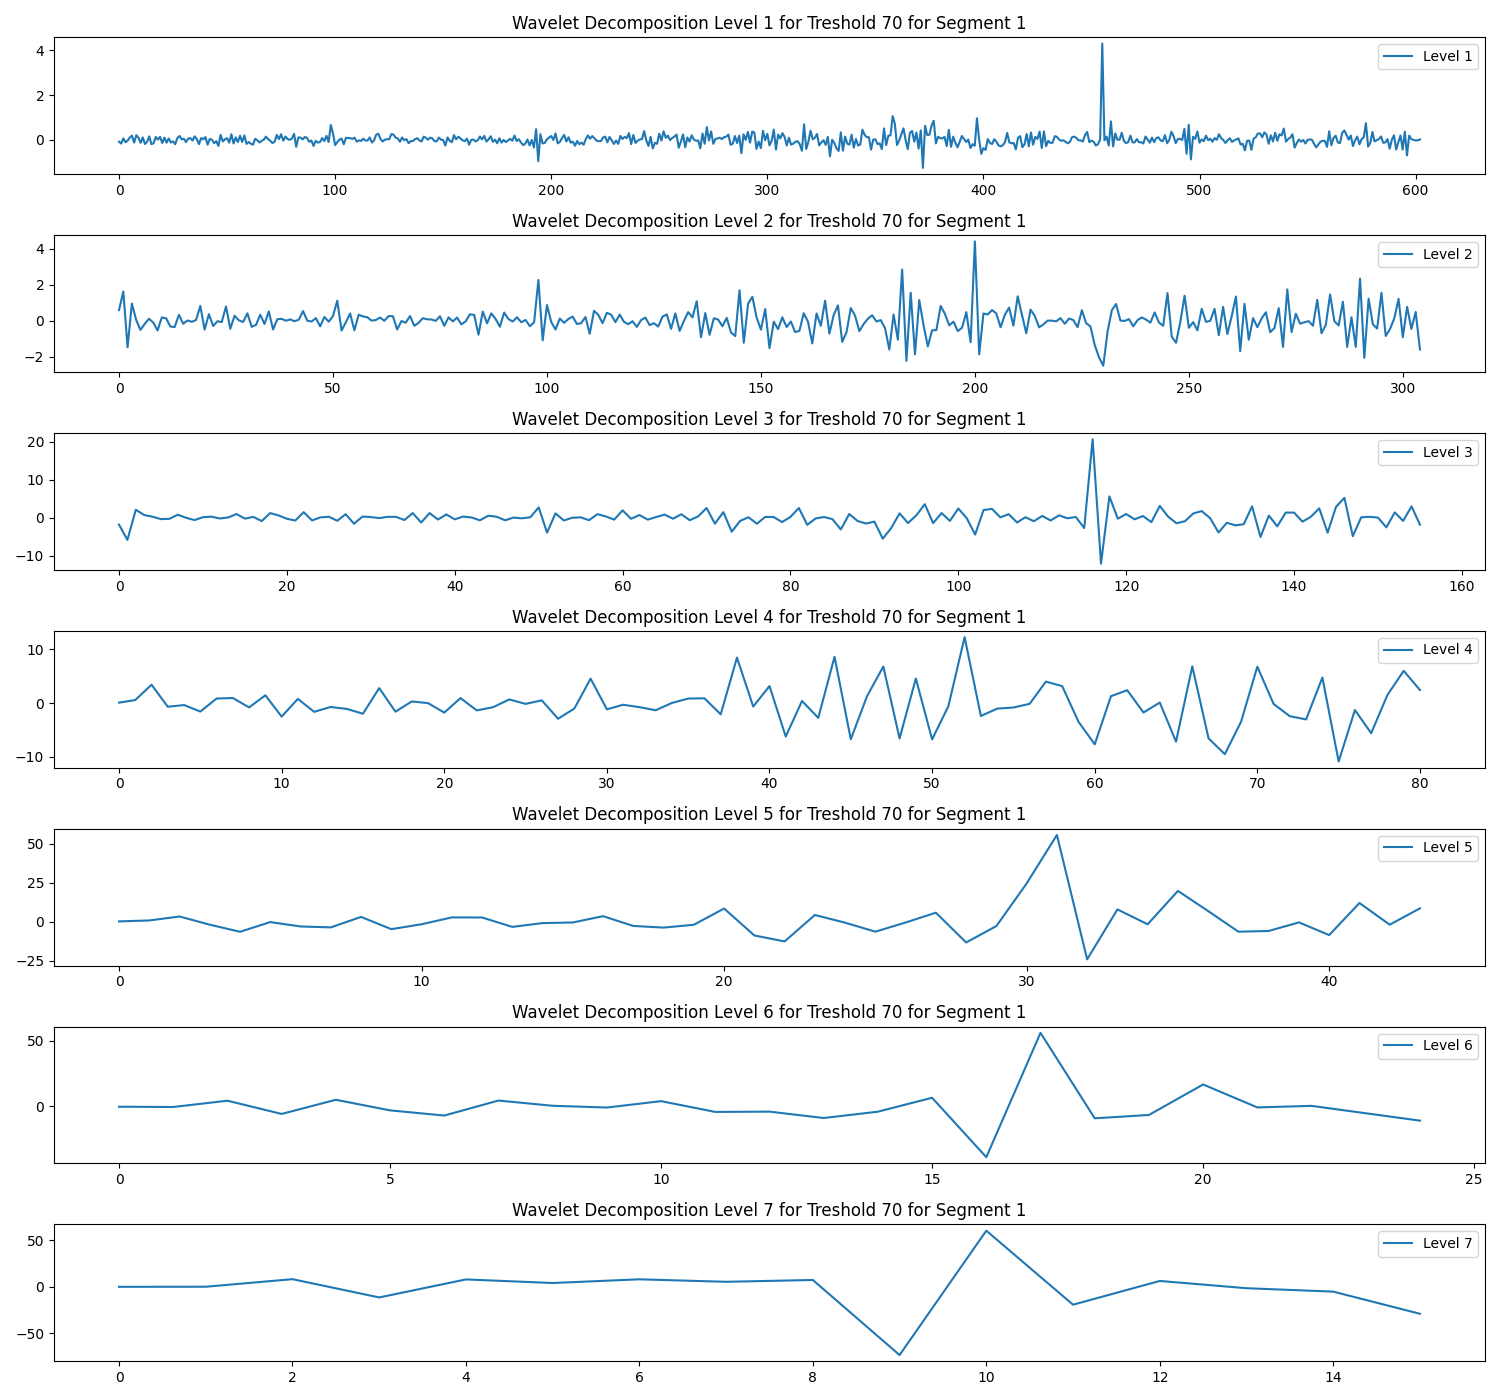 Wavelet Decomposition Level 1 for Treshold 70 for Segment 1
4
2
0
Level 1
0 100 200 300 400 500 600
Wavelet Decomposition Level 2 for Treshold 70 for Segment 1
4
2
0
−2
Level 2
0 50 100 150 200 250 300
Wavelet Decomposition Level 3 for Treshold 70 for Segment 1
20
10
0
−10
Level 3
0 20 40 60 80 100 120 140 160
Wavelet Decomposition Level 4 for Treshold 70 for Segment 1
10
0
−10
Level 4
0 10 20 30 40 50 60 70 80
Wavelet Decomposition Level 5 for Treshold 70 for Segment 1
50
25
0
−25
Level 5
0 10 20 30 40
Wavelet Decomposition Level 6 for Treshold 70 for Segment 1
50
0
Level 6
0 5 10 15 20 25
Wavelet Decomposition Level 7 for Treshold 70 for Segment 1
50
0
−50
Level 7
0 2 4 6 8 10 12 14